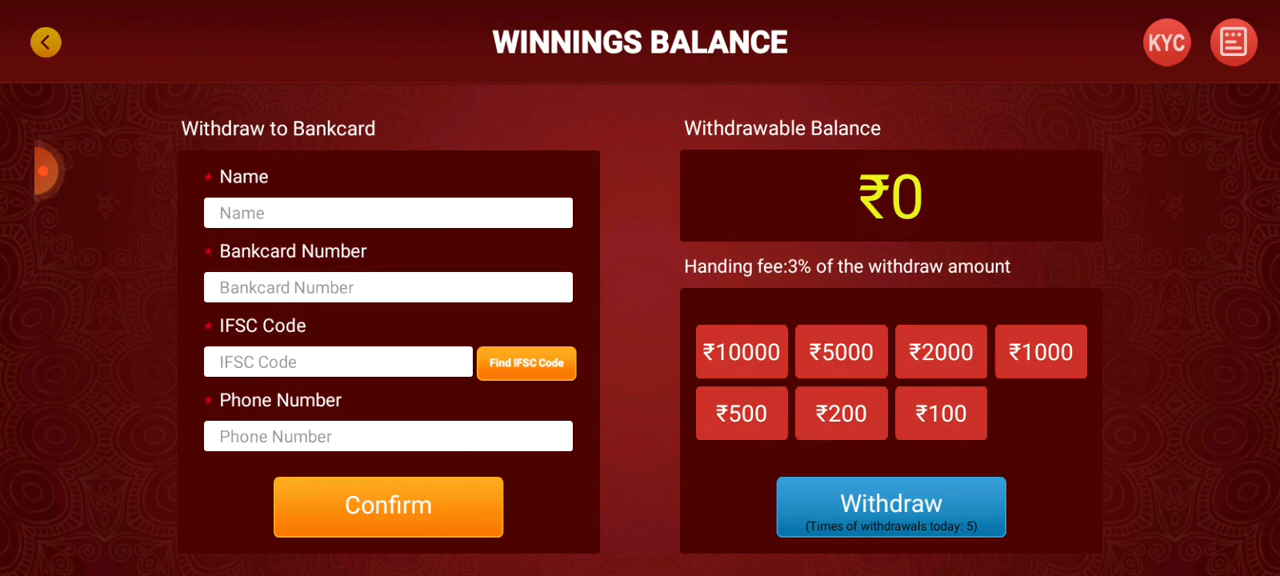 WINNINGS BALANCE
KYC
Withdraw to Bankcard
* Name
Name
* Bankcard Number
Bankcard Number
* IFSC Code
IFSC Code
Find IFSC Code
* Phone Number
Phone Number
Confirm
Withdrawable Balance
₹0
Handing fee:3% of the withdraw amount
₹10000 ₹5000 ₹2000 ₹1000
₹500 ₹200 ₹100
Withdraw
(Times of withdrawals today: 5)